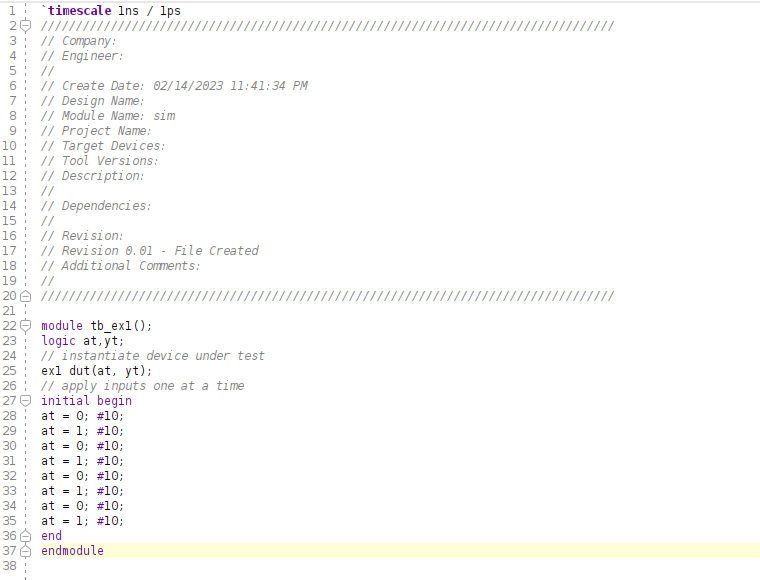 1 `timescale 1ns / 1ps
2 //////////////////////////////////////////////////////////////////////////////////
3 // Company:
4 // Engineer:
5 //
6 // Create Date: 02/14/2023 11:41:34 PM
7 // Design Name:
8 // Module Name: sim
9 // Project Name:
10 // Target Devices:
11 // Tool Versions:
12 // Description:
13 //
14 // Dependencies:
15 //
16 // Revision:
17 // Revision 0.01 - File Created
18 // Additional Comments:
19 //
20 //////////////////////////////////////////////////////////////////////////////////
21
22 module tb_ex1();
23 logic at,yt;
24 // instantiate device under test
25 ex1 dut(at, yt);
26 // apply inputs one at a time
27 initial begin
28 at = 0; #10;
29 at = 1; #10;
30 at = 0; #10;
31 at = 1; #10;
32 at = 0; #10;
33 at = 1; #10;
34 at = 0; #10;
35 at = 1; #10;
36 end
37 endmodule
38